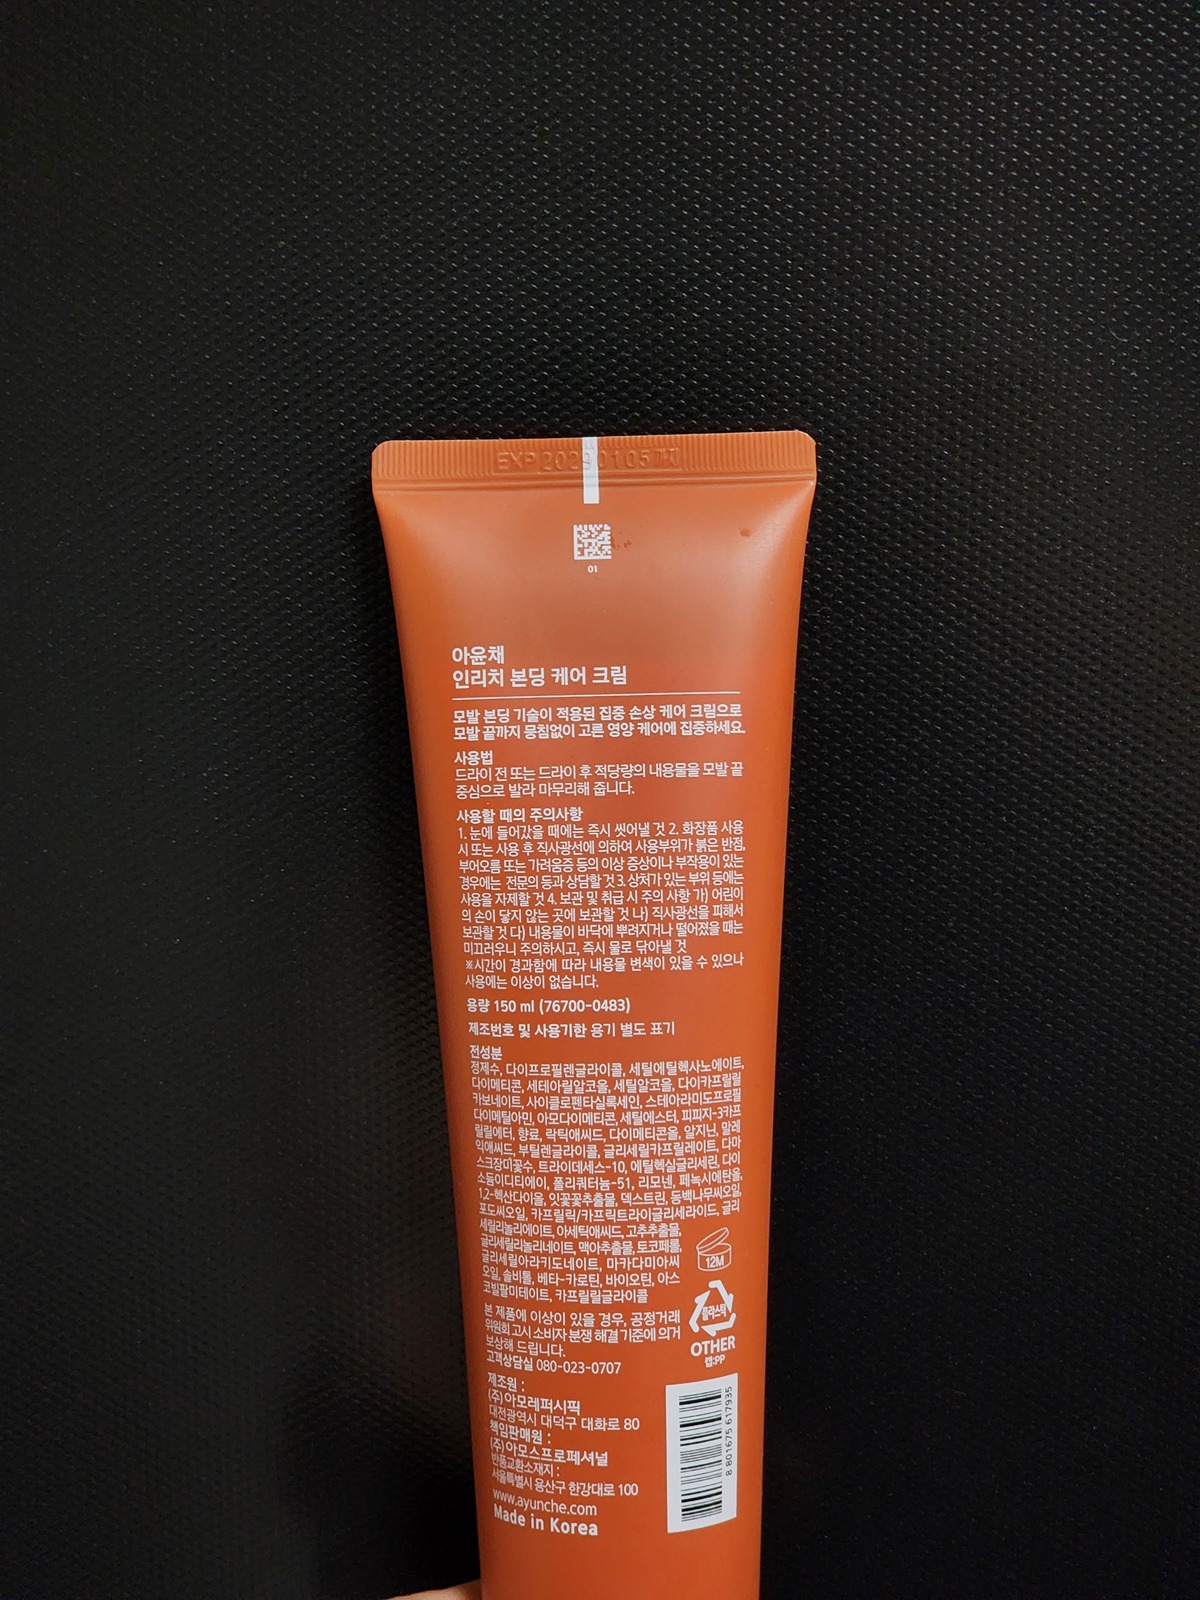 EXP20290105까지
01
아윤채
인리치 본딩 케어 크림
모발 본딩 기술이 적용된 집중 손상 케어 크림으로
모발 끝까지 뭉침없이 고른 영양 케어에 집중하세요.
사용법
드라이 전 또는 드라이 후 적당량의 내용물을 모발 끝
중심으로 발라 마무리해 줍니다.
사용할 때의 주의사항
1. 눈에 들어갔을 때에는 즉시 씻어낼 것 2. 화장품 사용
시 또는 사용 후 직사광선에 의하여 사용부위가 붉은 반점,
부어오름 또는 가려움증 등의 이상 증상이나 부작용이 있는
경우에는 전문의 등과 상담할 것 3. 상처가 있는 부위 등에는
사용을 자제할 것 4. 보관 및 취급 시 주의 사항 가) 어린이
의 손이 닿지 않는 곳에 보관할 것 나) 직사광선을 피해서
보관할 것 다) 내용물이 바닥에 뿌려지거나 떨어졌을 때는
미끄러우니 주의하시고, 즉시 물로 닦아낼 것
※시간이 경과함에 따라 내용물 변색이 있을 수 있으나
사용에는 이상이 없습니다.
용량 150 ml (76700-0483)
제조번호 및 사용기한 용기 별도 표기
전성분
정제수, 다이프로필렌글라이콜, 세틸에틸헥사노에이트,
다이메티콘, 세테아릴알코올, 세틸알코올, 다이카프릴릴
카보네이트, 사이클로펜타실록세인, 스테아라미도프로필
다이메틸아민, 아모다이메티콘, 세틸에스터, 피피지-3카프
릴릴에터, 향료, 락틱애씨드, 다이메티콘올, 알지닌, 말레
익애씨드, 부틸렌글라이콜, 글리세릴카프릴레이트, 다마
스크장미꽃수, 트라이데세스-10, 에틸헥실글리세린, 다이
소듐이디티에이, 폴리쿼터늄-51, 리모넨, 페녹시에탄올,
1,2-헥산다이올, 잇꽃꽃추출물, 덱스트린, 동백나무씨오일,
포도씨오일, 카프릴릭/카프릭트라이글리세라이드, 글리
세릴리놀리에이트, 아세틱애씨드, 고추추출물,
글리세릴리놀리네이트, 맥아추출물, 토코페롤,
글리세릴아라키도네이트, 마카다미아씨
오일, 솔비톨, 베타-카로틴, 바이오틴, 아스
코빌팔미테이트, 카프릴릴글라이콜
12M
플라스틱
OTHER
캡:PP
본 제품에 이상이 있을 경우, 공정거래
위원회 고시 소비자 분쟁 해결 기준에 의거
보상해 드립니다.
고객상담실 080-023-0707
제조원 :
(주)아모레퍼시픽
대전광역시 대덕구 대화로 80
책임판매원 :
(주)아모스프로페셔널
반품교환소재지 :
서울특별시 용산구 한강대로 100
www.ayunche.com
Made in Korea
8 801675 617935